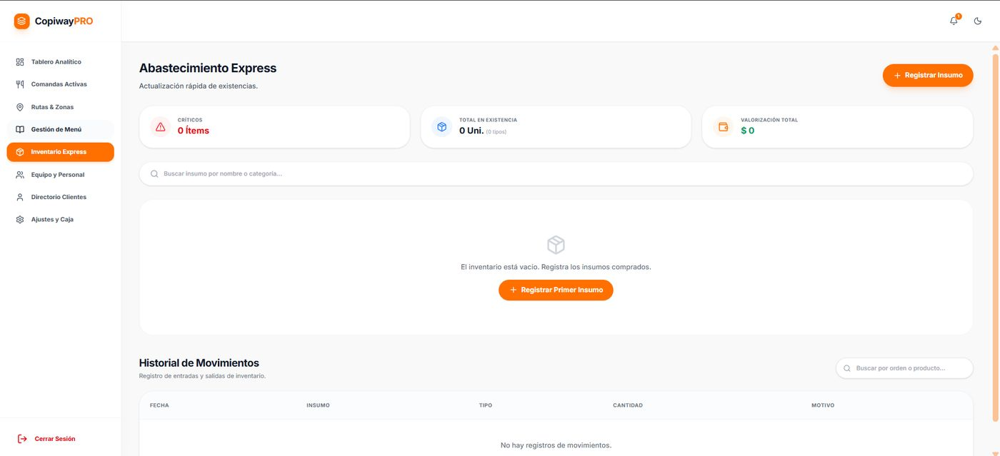 CopiwayPRO
1
Tablero Analítico
Comandas Activas
Rutas & Zonas
Gestión de Menú
Inventario Express
Equipo y Personal
Directorio Clientes
Ajustes y Caja
Cerrar Sesión
Abastecimiento Express
Actualización rápida de existencias.
Registrar Insumo
CRÍTICOS
0 Ítems
TOTAL EN EXISTENCIA
0 Uni. (0 tipos)
VALORIZACIÓN TOTAL
$ 0
Buscar insumo por nombre o categoría...
El inventario está vacío. Registra los insumos comprados.
Registrar Primer Insumo
Historial de Movimientos
Registro de entradas y salidas de inventario.
Buscar por orden o producto...
FECHA INSUMO TIPO CANTIDAD MOTIVO
No hay registros de movimientos.